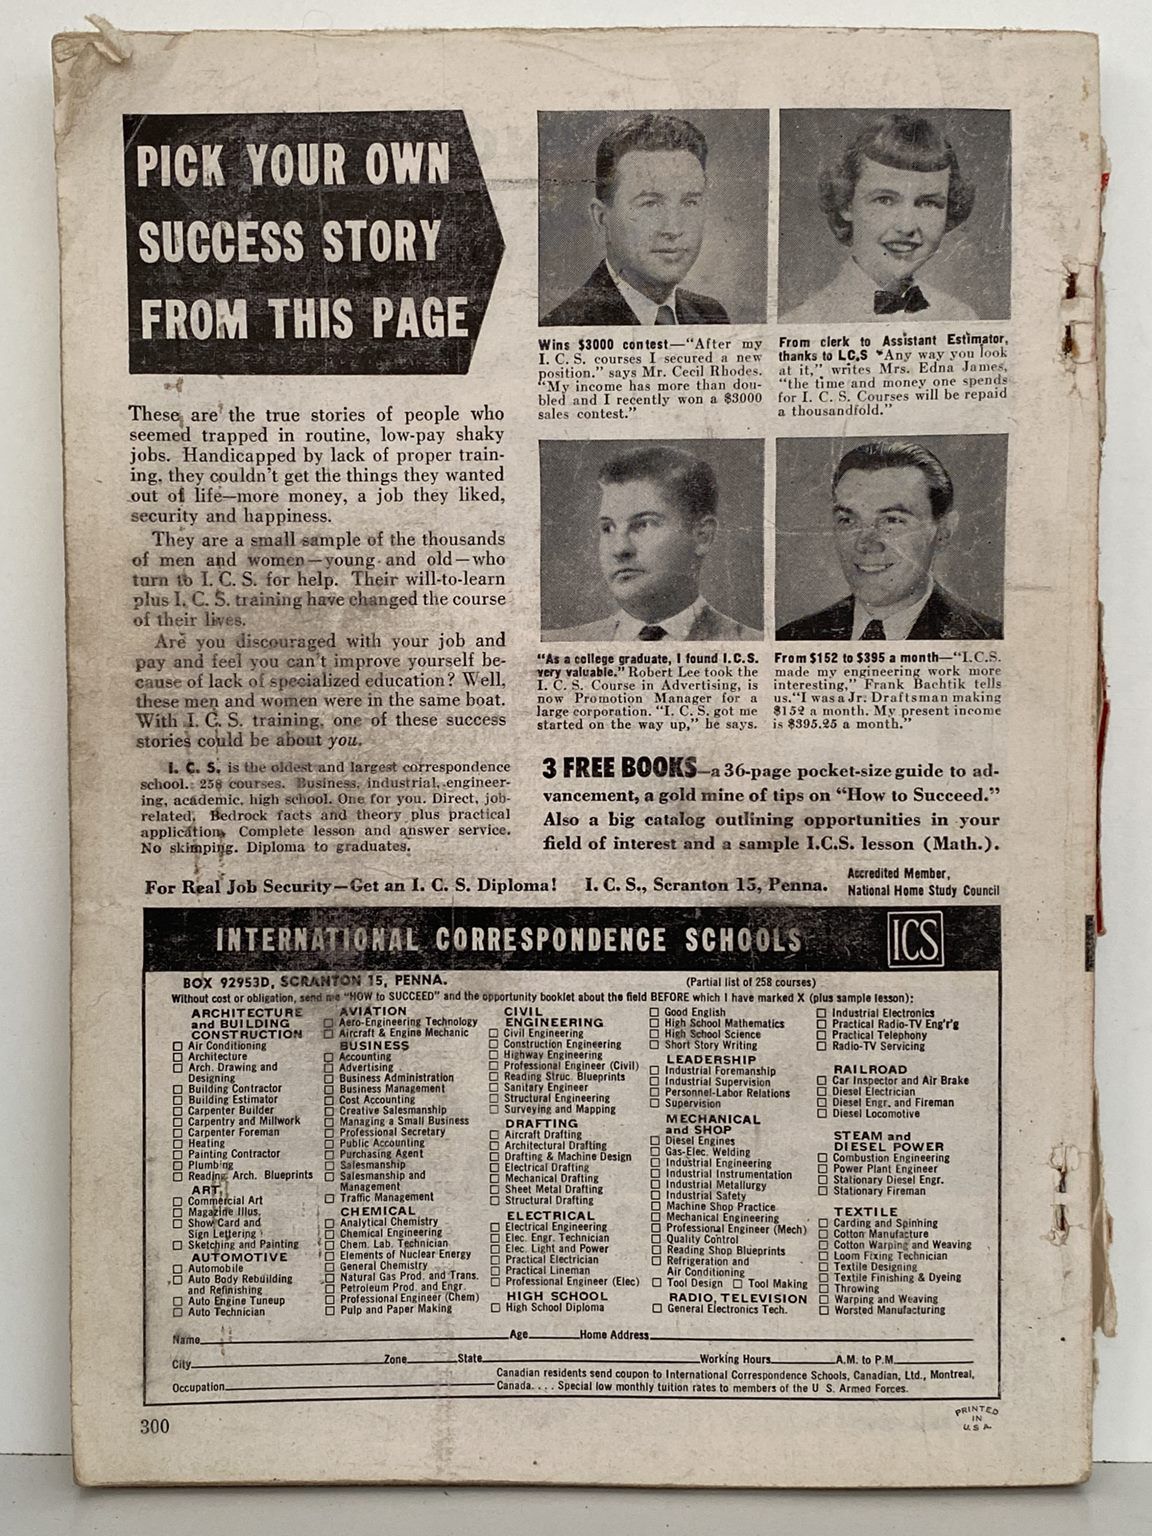 PICK YOUR OWN
SUCCESS STORY
FROM THIS PAGE
These are the true stories of people who
seemed trapped in routine, low-pay shaky
jobs. Handicapped by lack of proper train-
ing, they couldn't get the things they wanted
out of life—more money, a job they liked,
security and happiness.
They are a small sample of the thousands
of men and women—young and old—who
turn to I. C. S. for help. Their will-to-learn
plus I. C. S. training have changed the course
of their lives.
Are you discouraged with your job and
pay and feel you can't improve yourself be-
cause of lack of specialized education? Well,
these men and women were in the same boat.
With I. C. S. training, one of these success
stories could be about you.
I. C. S. is the oldest and largest correspondence
school. 258 courses. Business, industrial, engineer-
ing, academic, high school. One for you. Direct, job-
related. Bedrock facts and theory plus practical
application. Complete lesson and answer service.
No skimping. Diploma to graduates.
Wins $3000 contest—"After my
I. C. S. courses I secured a new
position." says Mr. Cecil Rhodes.
"My income has more than dou-
bled and I recently won a $3000
sales contest."
From clerk to Assistant Estimator,
thanks to I.C.S "Any way you look
at it," writes Mrs. Edna James,
"the time and money one spends
for I. C. S. Courses will be repaid
a thousandfold."
"As a college graduate, I found I.C.S.
very valuable." Robert Lee took the
I. C. S. Course in Advertising, is
now Promotion Manager for a
large corporation. "I. C. S. got me
started on the way up," he says.
From $152 to $395 a month—"I.C.S.
made my engineering work more
interesting," Frank Bachtik tells
us. "I was a Jr. Draftsman making
$152 a month. My present income
is $395.25 a month."
3 FREE BOOKS—a 36-page pocket-size guide to ad-
vancement, a gold mine of tips on "How to Succeed."
Also a big catalog outlining opportunities in your
field of interest and a sample I.C.S. lesson (Math.).
For Real Job Security—Get an I. C. S. Diploma! I. C. S., Scranton 15, Penna.
Accredited Member,
National Home Study Council
INTERNATIONAL CORRESPONDENCE SCHOOLS
ICS
BOX 92953D, SCRANTON 15, PENNA. (Partial list of 258 courses)
Without cost or obligation, send me "HOW to SUCCEED" and the opportunity booklet about the field BEFORE which I have marked X (plus sample lesson):
ARCHITECTURE
and BUILDING
CONSTRUCTION
□ Air Conditioning
□ Architecture
□ Arch. Drawing and
Designing
□ Building Contractor
□ Building Estimator
□ Carpenter Builder
□ Carpentry and Millwork
□ Carpenter Foreman
□ Heating
□ Painting Contractor
□ Plumbing
□ Reading Arch. Blueprints
ART
□ Commercial Art
□ Magazine Illus.
□ Show Card and
Sign Lettering
□ Sketching and Painting
AUTOMOTIVE
□ Automobile
□ Auto Body Rebuilding
and Refinishing
□ Auto Engine Tuneup
□ Auto Technician
AVIATION
□ Aero-Engineering Technology
□ Aircraft & Engine Mechanic
BUSINESS
□ Accounting
□ Advertising
□ Business Administration
□ Business Management
□ Cost Accounting
□ Creative Salesmanship
□ Managing a Small Business
□ Professional Secretary
□ Public Accounting
□ Purchasing Agent
□ Salesmanship
□ Salesmanship and
Management
□ Traffic Management
CHEMICAL
□ Analytical Chemistry
□ Chemical Engineering
□ Chem. Lab. Technician
□ Elements of Nuclear Energy
□ General Chemistry
□ Natural Gas Prod. and Trans.
□ Petroleum Prod. and Engr.
□ Professional Engineer (Chem)
□ Pulp and Paper Making
CIVIL
ENGINEERING
□ Civil Engineering
□ Construction Engineering
□ Highway Engineering
□ Professional Engineer (Civil)
□ Reading Struc. Blueprints
□ Sanitary Engineer
□ Structural Engineering
□ Surveying and Mapping
DRAFTING
□ Aircraft Drafting
□ Architectural Drafting
□ Drafting & Machine Design
□ Electrical Drafting
□ Mechanical Drafting
□ Sheet Metal Drafting
□ Structural Drafting
ELECTRICAL
□ Electrical Engineering
□ Elec. Engr. Technician
□ Elec. Light and Power
□ Practical Electrician
□ Practical Lineman
□ Professional Engineer (Elec)
HIGH SCHOOL
□ High School Diploma
□ Good English
□ High School Mathematics
□ High School Science
□ Short Story Writing
LEADERSHIP
□ Industrial Foremanship
□ Industrial Supervision
□ Personnel-Labor Relations
□ Supervision
MECHANICAL
and SHOP
□ Diesel Engines
□ Gas-Elec. Welding
□ Industrial Engineering
□ Industrial Instrumentation
□ Industrial Metallurgy
□ Industrial Safety
□ Machine Shop Practice
□ Mechanical Engineering
□ Professional Engineer (Mech)
□ Quality Control
□ Reading Shop Blueprints
□ Refrigeration and
Air Conditioning
□ Tool Design □ Tool Making
RADIO, TELEVISION
□ General Electronics Tech.
□ Industrial Electronics
□ Practical Radio-TV Eng'r'g
□ Practical Telephony
□ Radio-TV Servicing
RAILROAD
□ Car Inspector and Air Brake
□ Diesel Electrician
□ Diesel Engr. and Fireman
□ Diesel Locomotive
STEAM and
DIESEL POWER
□ Combustion Engineering
□ Power Plant Engineer
□ Stationary Diesel Engr.
□ Stationary Fireman
TEXTILE
□ Carding and Spinning
□ Cotton Manufacture
□ Cotton Warping and Weaving
□ Loom Fixing Technician
□ Textile Designing
□ Textile Finishing & Dyeing
□ Throwing
□ Warping and Weaving
□ Worsted Manufacturing
Name Age Home Address
City Zone State Working Hours A.M. to P.M.
Occupation
Canadian residents send coupon to International Correspondence Schools, Canadian, Ltd., Montreal,
Canada. . . . Special low monthly tuition rates to members of the U. S. Armed Forces.
300
PRINTED
IN
U.S.A.